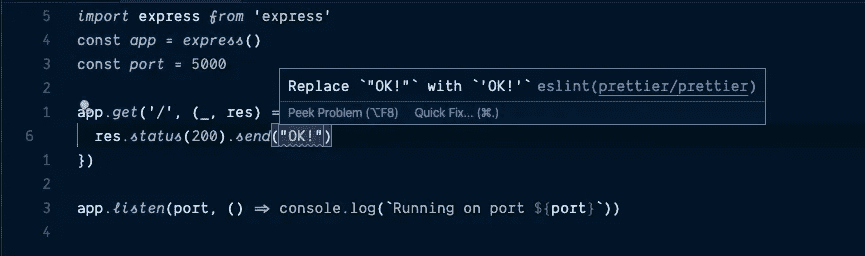 5 import express from 'express'
4 const app = express()
3 const port = 5000
2
Replace `"OK!"` with `'OK!'` eslint(prettier/prettier)
1 app.get('/', (_, res) =
Peek Problem (⌥F8) Quick Fix... (⌘.)
6 res.status(200).send("OK!")
1 })
2
3 app.listen(port, () => console.log(`Running on port ${port}`))
4